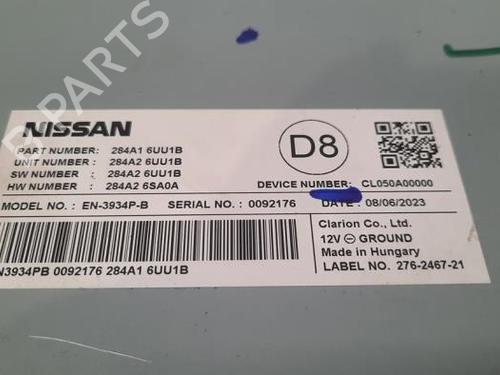 B PARTS
NISSAN
D8
PART NUMBER: 284A1 6UU1B
UNIT NUMBER : 284A2 6UU1B
SW NUMBER : 284A2 6UU1B
HW NUMBER : 284A2 6SA0A DEVICE NUMBER: CL050A00000
MODEL NO.: EN-3934P-B SERIAL NO. : 0092176 DATE : 08/06/2023
Clarion Co., Ltd.
12V ⊖ GROUND
Made in Hungary
N3934PB 0092176 284A1 6UU1B LABEL NO. 276-2467-21